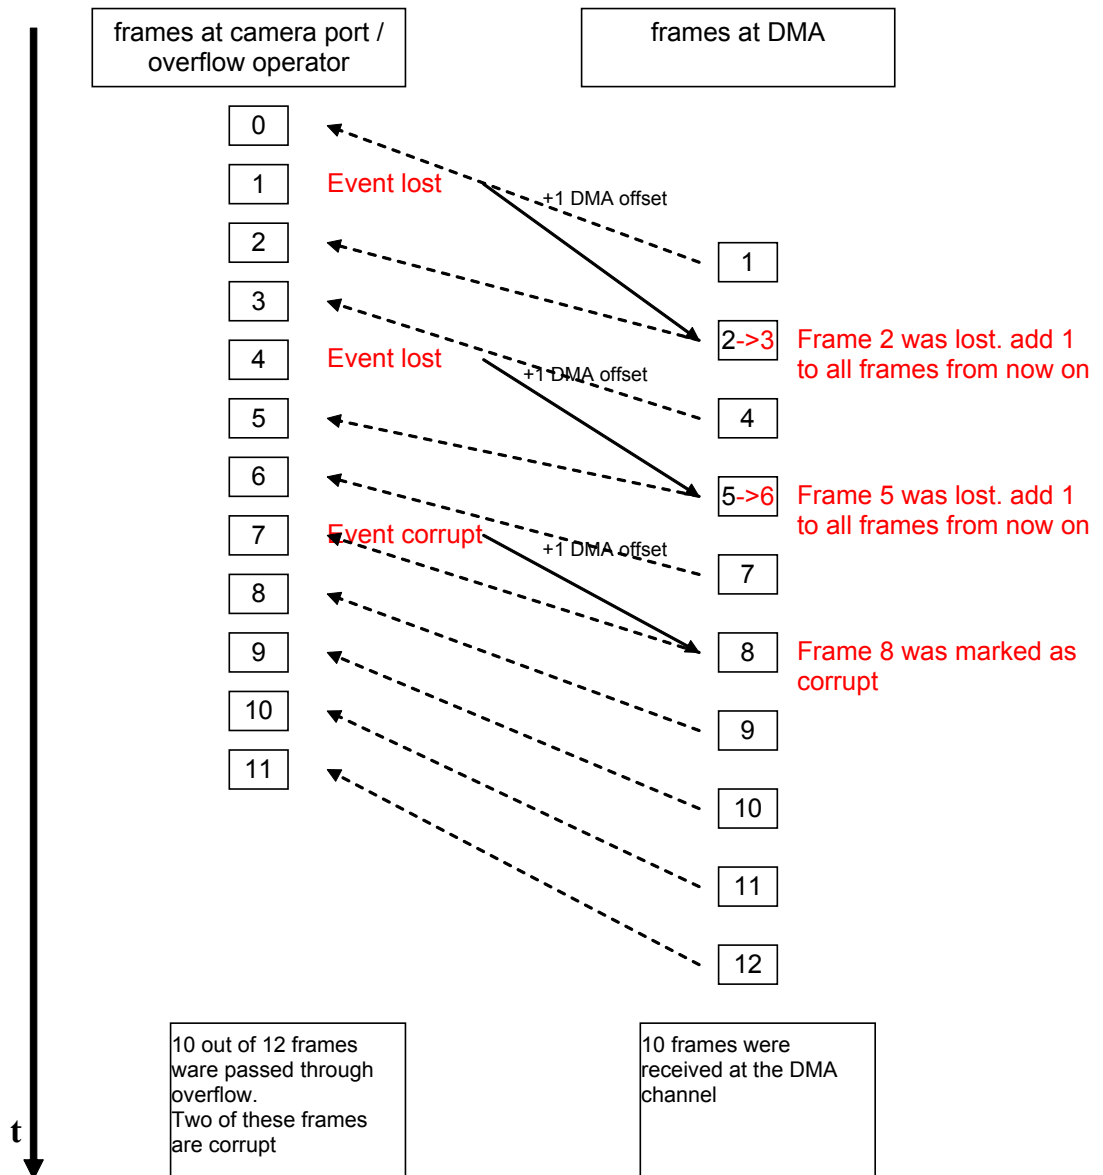 frames at camera port /
overflow operator
frames at DMA
0
1
Event lost
+1 DMA offset
2
1
3
2->3
Frame 2 was lost. add 1
to all frames from now on
4
Event lost
+1 DMA offset
5
4
6
5->6
Frame 5 was lost. add 1
to all frames from now on
7
Event corrupt
+1 DMA offset
7
8
9
8
Frame 8 was marked as
corrupt
10
9
11
10
11
12
10 out of 12 frames
ware passed through
overflow.
Two of these frames
are corrupt
10 frames were
received at the DMA
channel
t